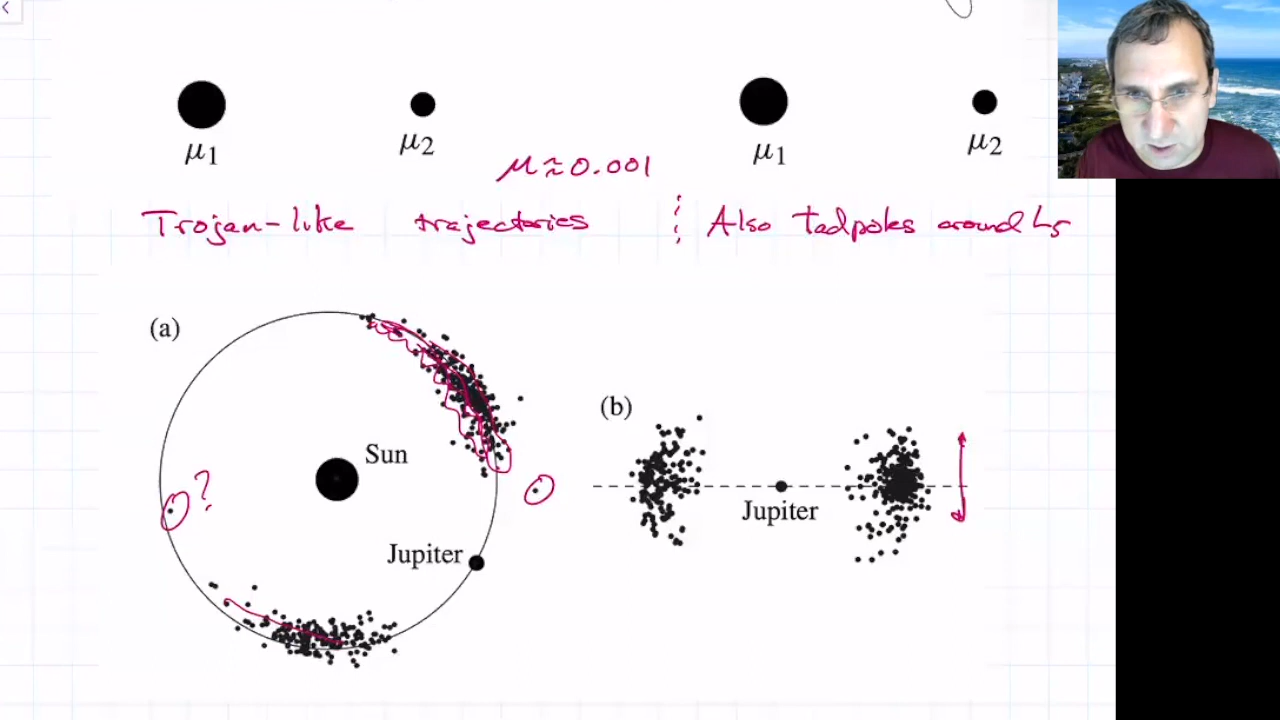 μ1 μ2 μ1 μ2
μ ≈ 0.001
Trojan-like trajectories Also tadpoles around L5
(a)
Sun
(b)
?
Jupiter
Jupiter